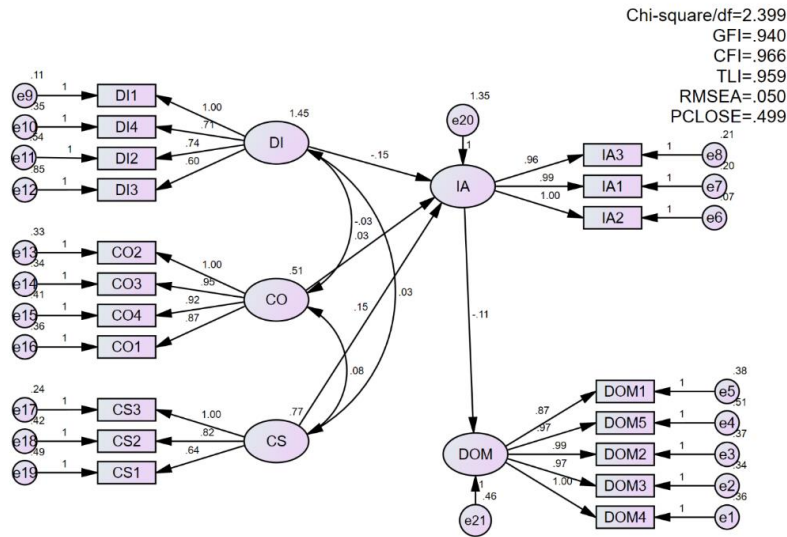 Chi-square/df=2.399
GFI=.940
CFI=.966
TLI=.959
RMSEA=.050
PCLOSE=.499
.11
e9 1 DI1
1.00
.35
e10 1 DI4
.71
.54
e11 1 DI2
.74
.85
e12 1 DI3
.60
1.45
DI
-.15
1.35
e20
1
IA
.96
IA3 1 e8
.21
.99
IA1 1 e7
.20
1.00
IA2 1 e6
.07
-.03
.03
.03
.15
.08
-.11
.33
e13 1 CO2
1.00
.34
e14 1 CO3
.95
.41
e15 1 CO4
.92
.36
e16 1 CO1
.87
.51
CO
.24
e17 1 CS3
1.00
.42
e18 1 CS2
.82
.49
e19 1 CS1
.64
.77
CS
DOM
1
.46
e21
.87
DOM1 1 e5
.38
.97
DOM5 1 e4
.51
.99
DOM2 1 e3
.37
.97
DOM3 1 e2
.34
1.00
DOM4 1 e1
.36